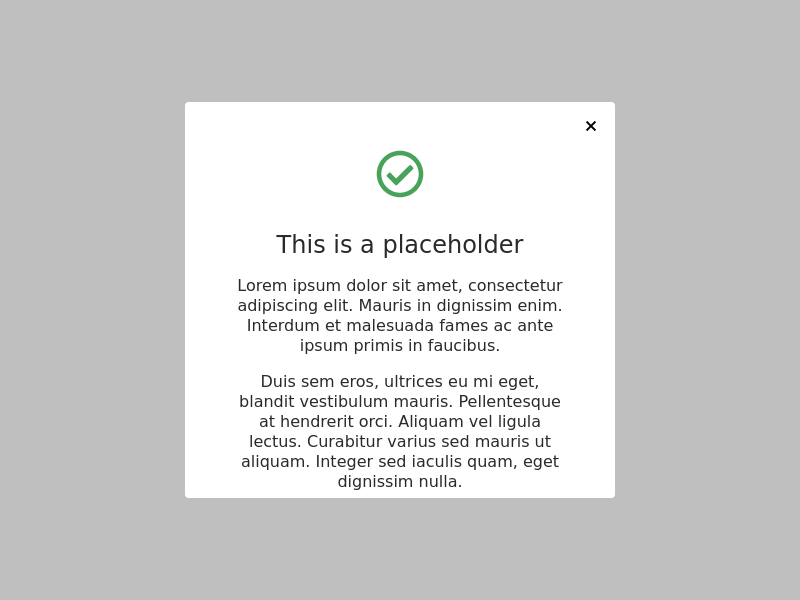 This is a placeholder
Lorem ipsum dolor sit amet, consectetur
adipiscing elit. Mauris in dignissim enim.
Interdum et malesuada fames ac ante
ipsum primis in faucibus.
Duis sem eros, ultrices eu mi eget,
blandit vestibulum mauris. Pellentesque
at hendrerit orci. Aliquam vel ligula
lectus. Curabitur varius sed mauris ut
aliquam. Integer sed iaculis quam, eget
dignissim nulla.